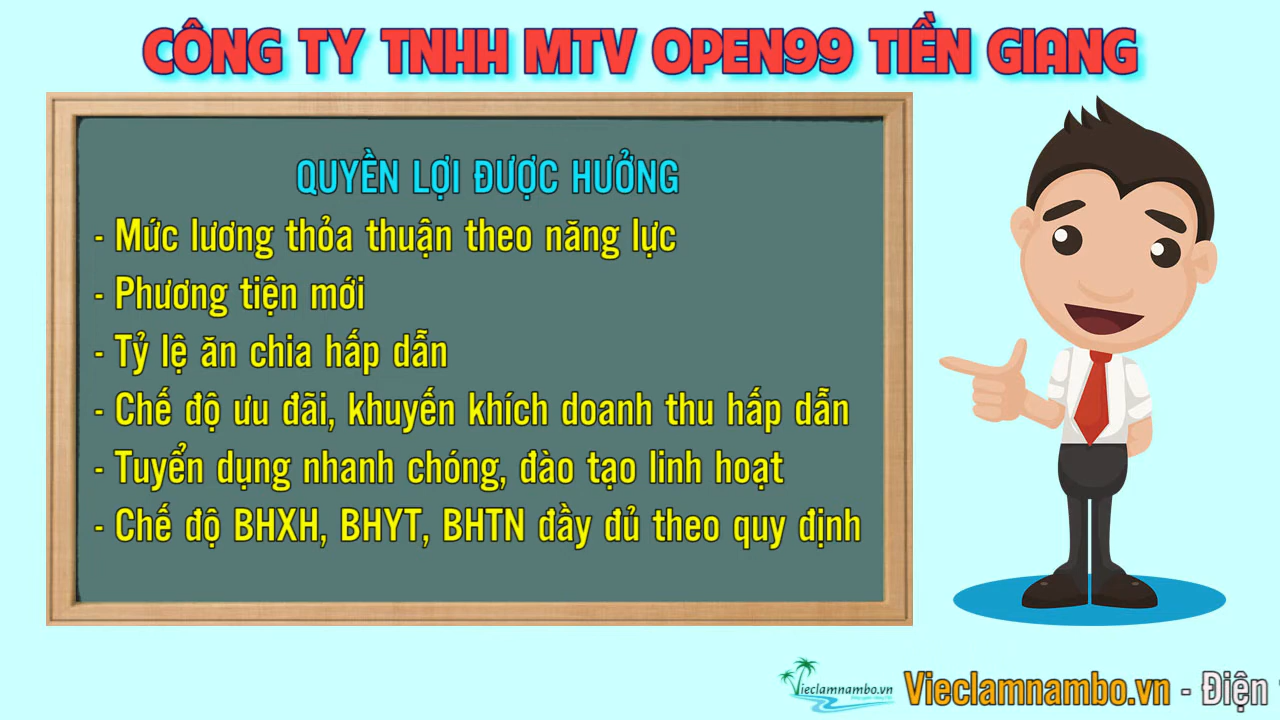 CÔNG TY TNHH MTV OPEN99 TIỀN GIANG
QUYỀN LỢI ĐƯỢC HƯỞNG
- Mức lương thỏa thuận theo năng lực
- Phương tiện mới
- Tỷ lệ ăn chia hấp dẫn
- Chế độ ưu đãi, khuyến khích doanh thu hấp dẫn
- Tuyển dụng nhanh chóng, đào tạo linh hoạt
- Chế độ BHXH, BHYT, BHTN đầy đủ theo quy định
Vieclamnambo.vn
Vieclamnambo.vn - Điện